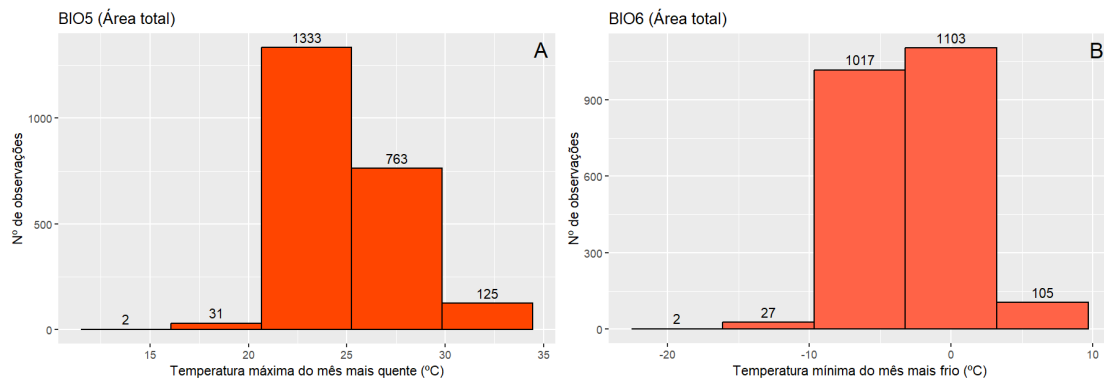 BIO5 (Área total)
A
1333
763
125
31
2
Nº de observações
1000
500
0
15 20 25 30 35
Temperatura máxima do mês mais quente (ºC)
BIO6 (Área total)
B
1103
1017
105
27
2
Nº de observações
900
600
300
0
-20 -10 0 10
Temperatura mínima do mês mais frio (ºC)